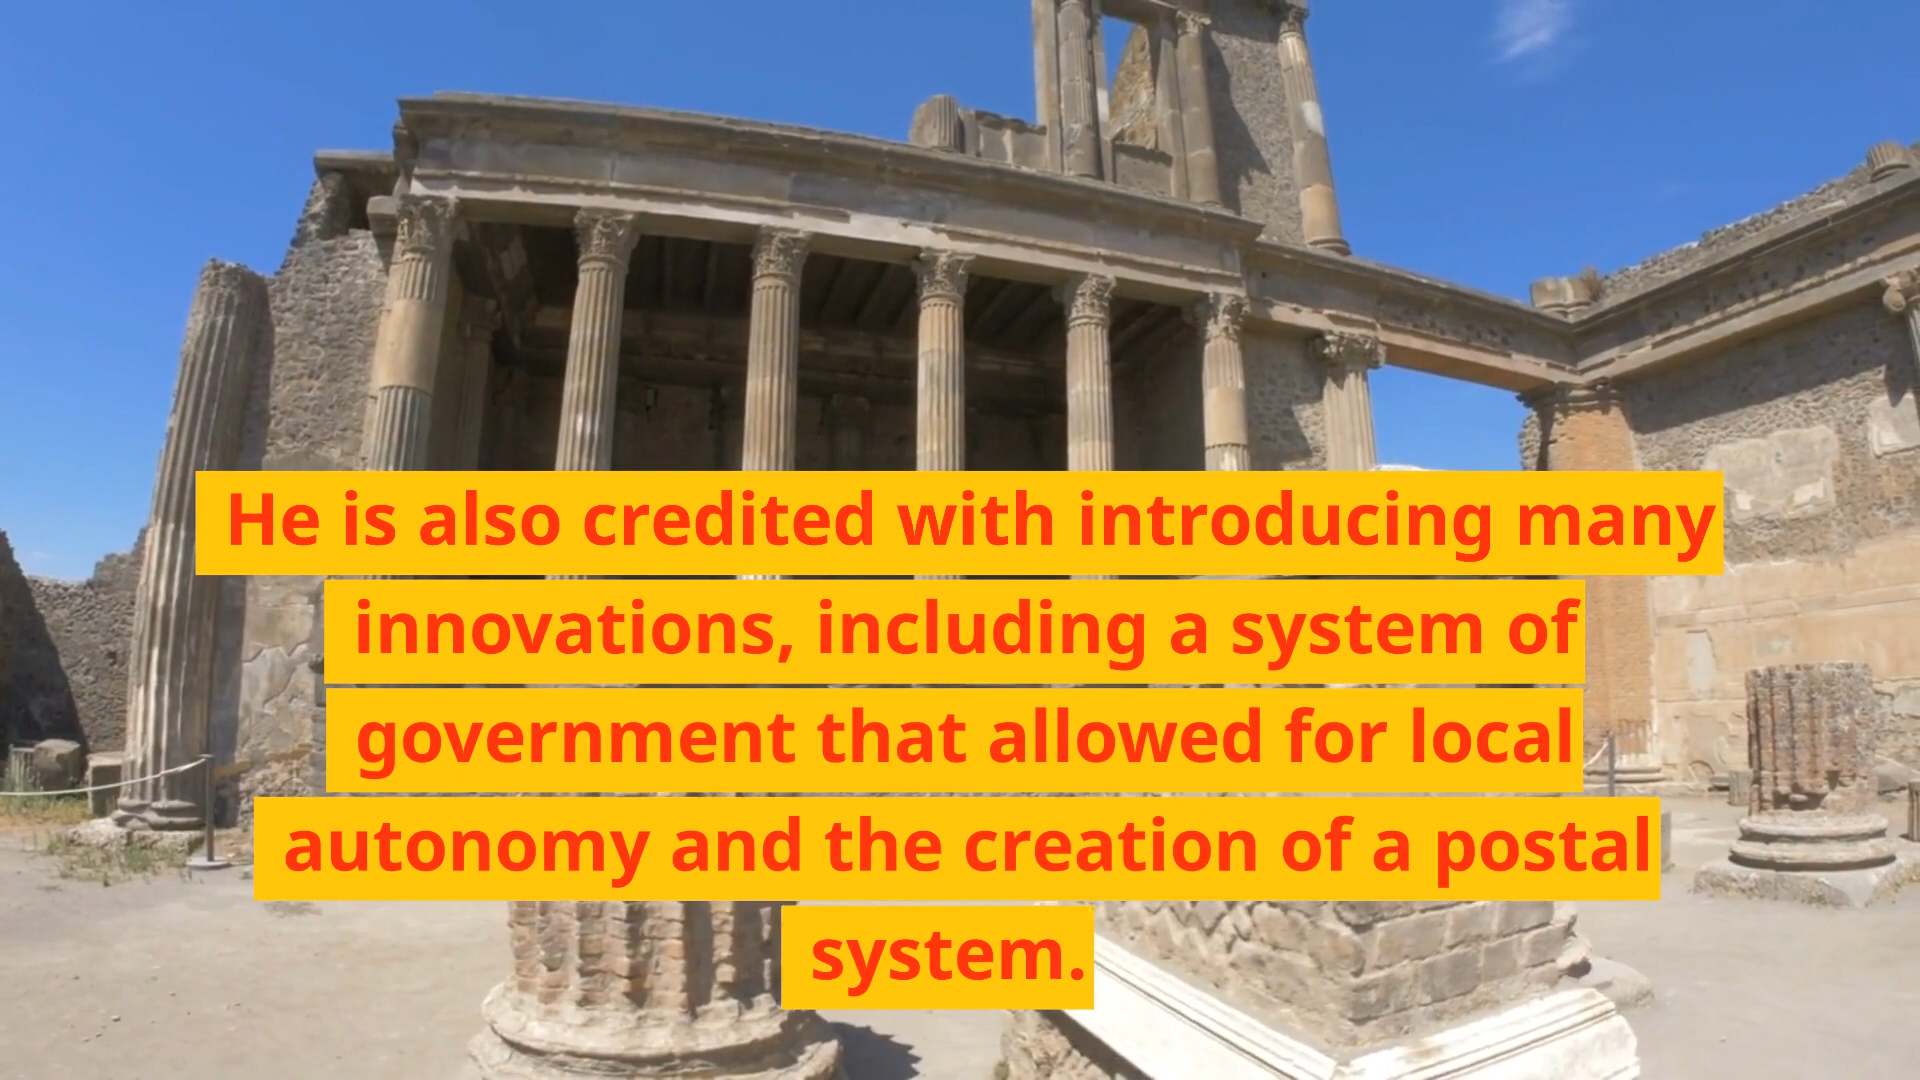 He is also credited with introducing many
innovations, including a system of
government that allowed for local
autonomy and the creation of a postal
system.